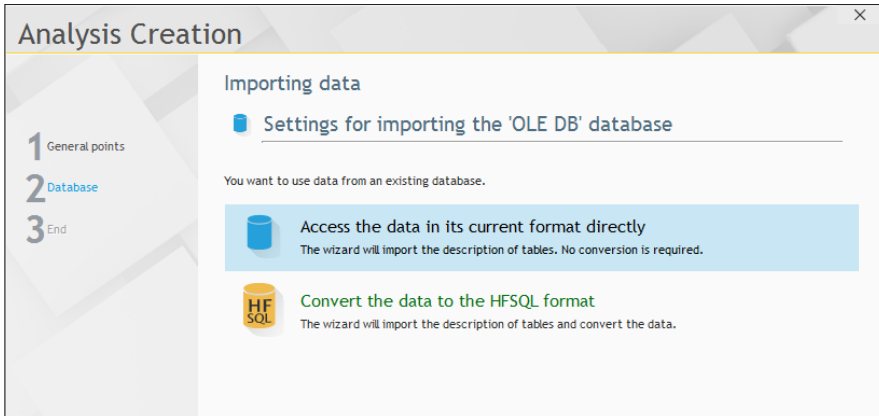 Analysis Creation
Importing data
Settings for importing the 'OLE DB' database
1 General points
2 Database
3 End
You want to use data from an existing database.
Access the data in its current format directly
The wizard will import the description of tables. No conversion is required.
HF
SQL
Convert the data to the HFSQL format
The wizard will import the description of tables and convert the data.